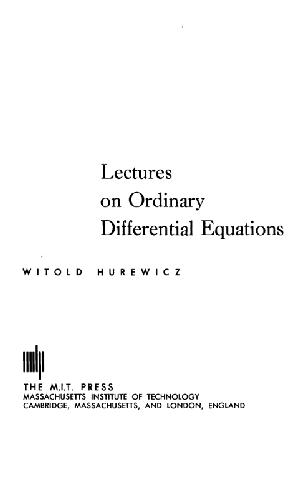 Lectures
on Ordinary
Differential Equations
WITOLD HUREWICZ
THE M.I.T. PRESS
MASSACHUSETTS INSTITUTE OF TECHNOLOGY
CAMBRIDGE, MASSACHUSETTS, AND LONDON, ENGLAND